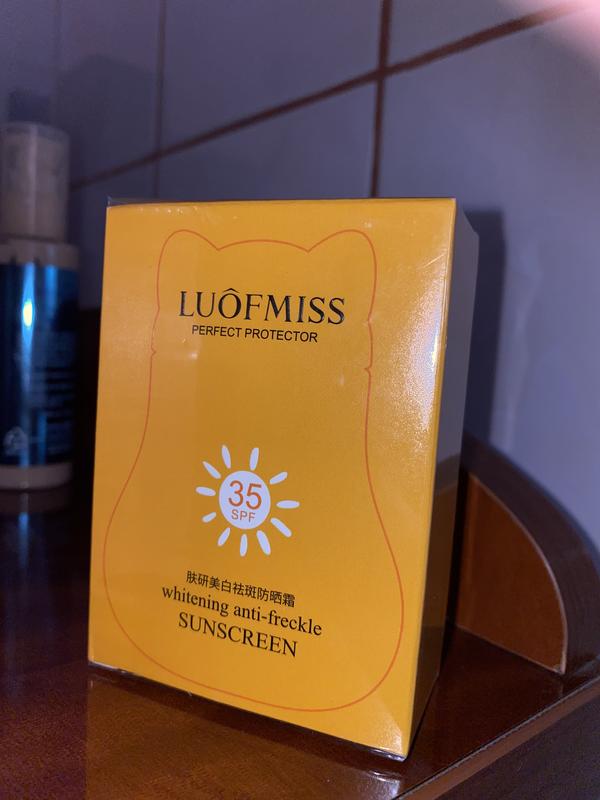 LUÔFMISS
PERFECT PROTECTOR
35
SPF
肤研美白祛斑防晒霜
whitening anti-freckle
SUNSCREEN